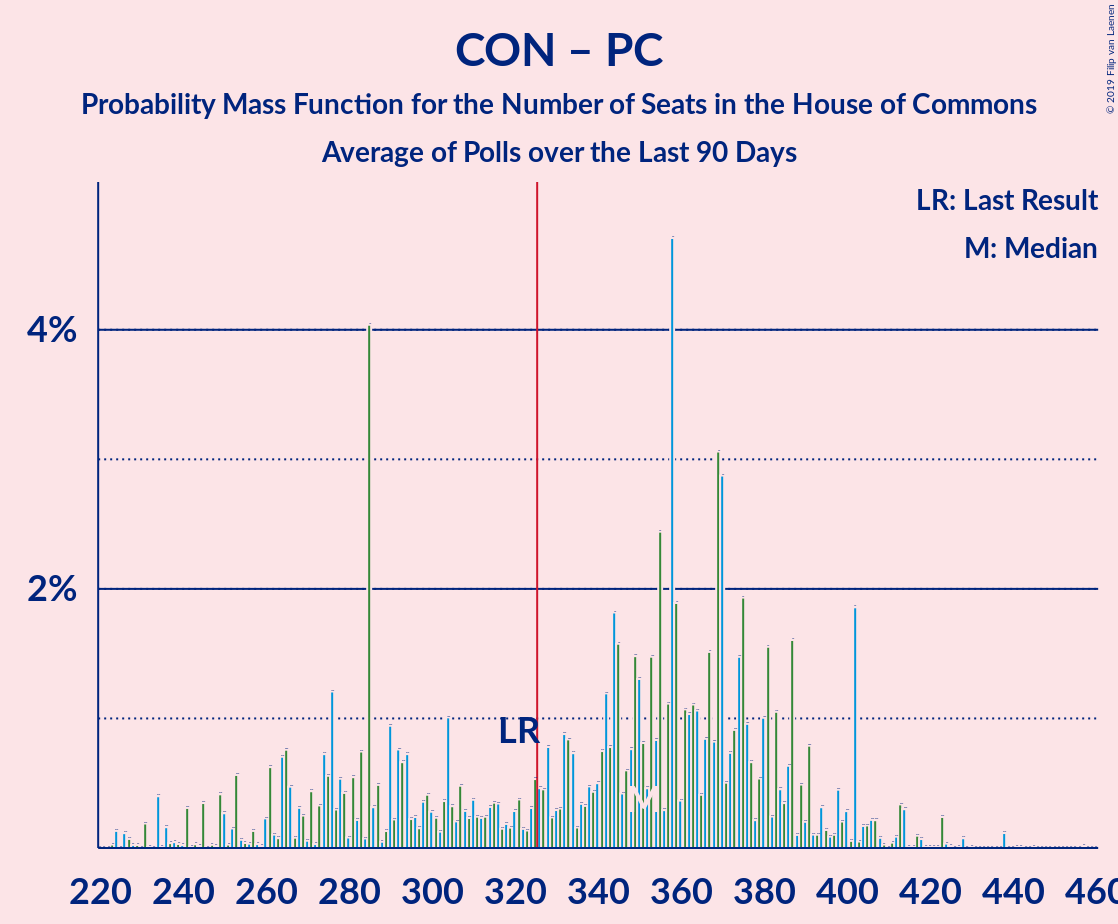 CON – PC
Probability Mass Function for the Number of Seats in the House of Commons
Average of Polls over the Last 90 Days
© 2019 Filip van Laenen
LR: Last Result
M: Median
4%
2%
LR
M
220 240 260 280 300 320 340 360 380 400 420 440 460